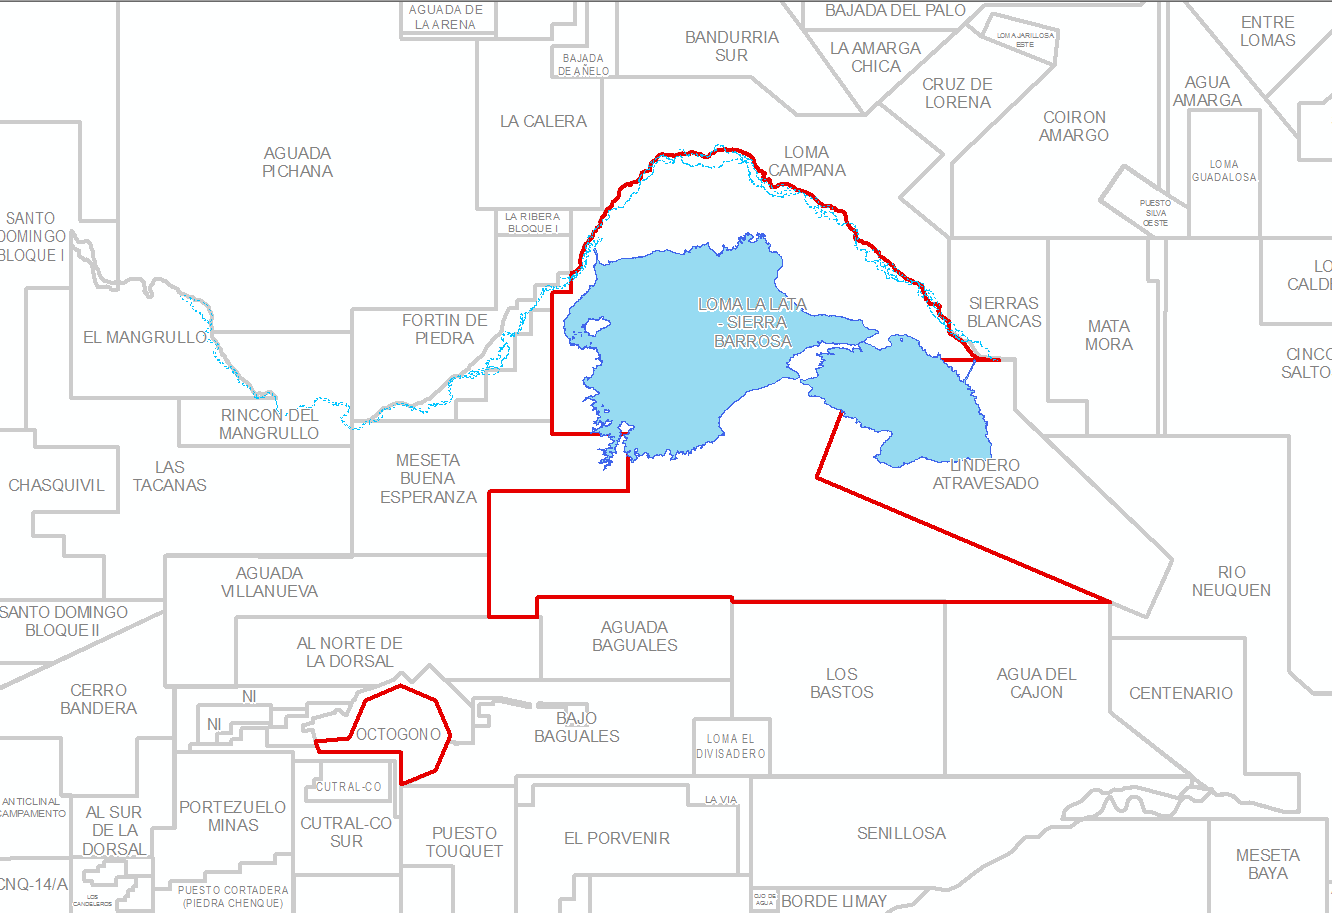 AGUADA DE
LA ARENA
BAJADA DEL PALO
ENTRE
LOMAS
BANDURRIA
SUR
LOMA JARILLOSA
ESTE
LA AMARGA
CHICA
BAJADA
DE AÑELO
CRUZ DE
LORENA
AGUA
AMARGA
LA CALERA
COIRON
AMARGO
AGUADA
PICHANA
LOMA
CAMPANA
LOMA
GUADALOSA
PUESTO
SILVA
OESTE
SANTO
DOMINGO
BLOQUE I
LA RIBERA
BLOQUE I
LO
CALDE
LOMA LA LATA
- SIERRA
BARROSA
SIERRAS
BLANCAS
EL MANGRULLO
FORTIN DE
PIEDRA
MATA
MORA
CINCO
SALTO
RINCON DEL
MANGRULLO
LAS
TACANAS
MESETA
BUENA
ESPERANZA
CHASQUIVIL
LINDERO
ATRAVESADO
AGUADA
VILLANUEVA
RIO
NEUQUEN
SANTO DOMINGO
BLOQUE II
AGUADA
BAGUALES
AL NORTE DE
LA DORSAL
LOS
BASTOS
AGUA DEL
CAJON
CENTENARIO
CERRO
BANDERA
NI
NI
OCTOGONO
BAJO
BAGUALES
LOMA EL
DIVISADERO
CUTRAL-CO
ANTICLINAL
CAMPAMENTO
AL SUR
DE LA
DORSAL
PORTEZUELO
MINAS
CUTRAL-CO
SUR
LA VIA
PUESTO
TOUQUET
EL PORVENIR
SENILLOSA
MESETA
BAYA
CNQ-14/A
LOS
CANDELEROS
PUESTO CORTADERA
(PIEDRA CHENQUE)
OJO DE
AGUA
BORDE LIMAY